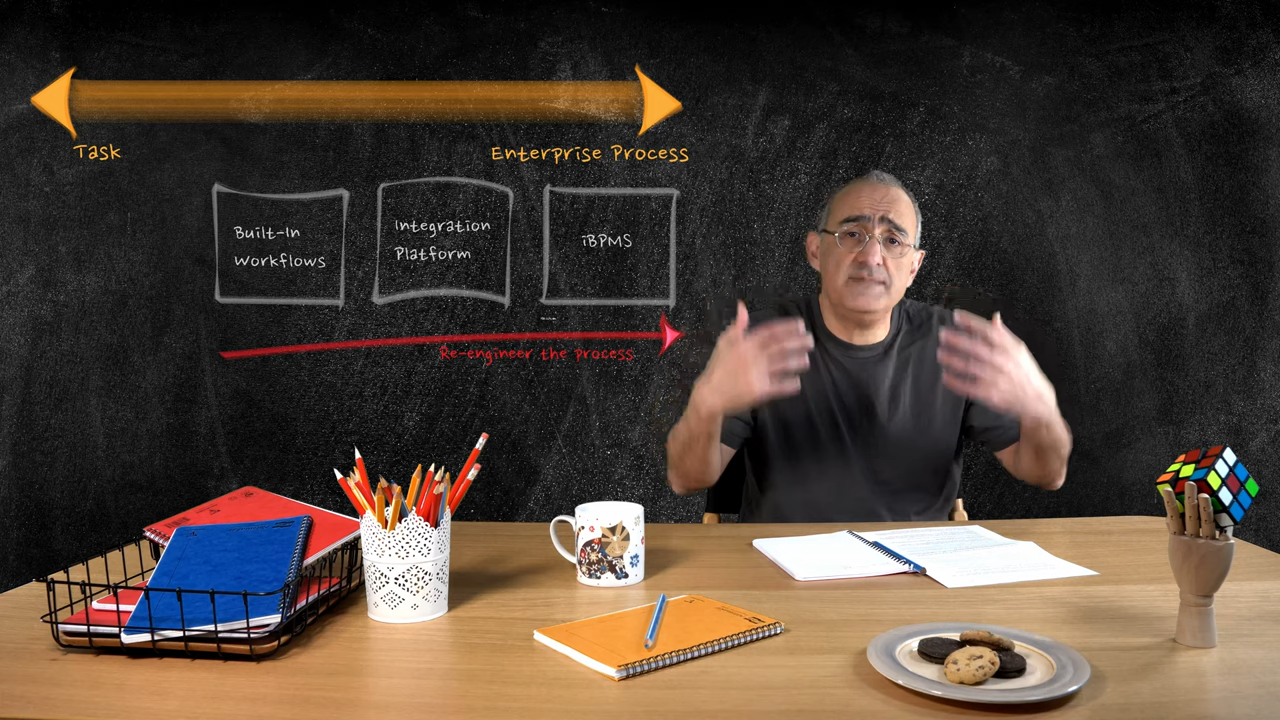 Task
Enterprise Process
Built-In
Workflows
Integration
Platform
iBPMS
Re-engineer the process